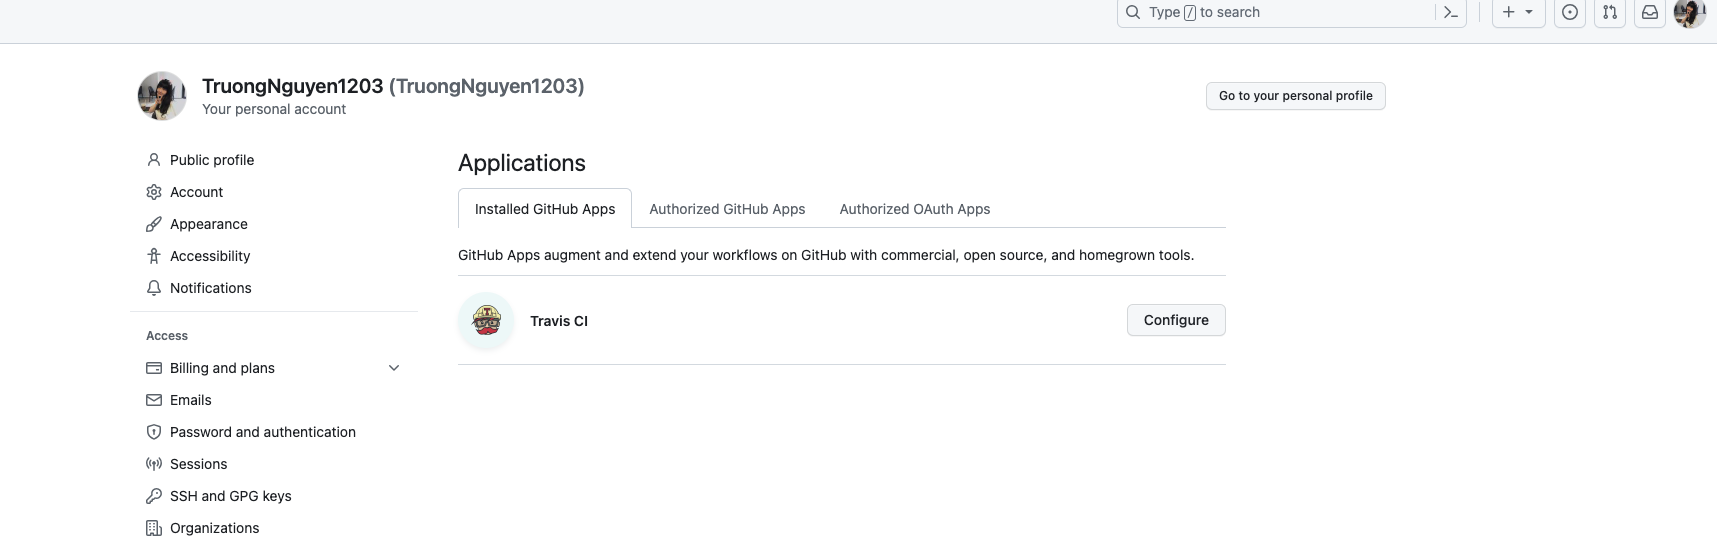 Type / to search
TruongNguyen1203 (TruongNguyen1203)
Your personal account
Go to your personal profile
Public profile
Account
Appearance
Accessibility
Notifications
Access
Billing and plans
Emails
Password and authentication
Sessions
SSH and GPG keys
Organizations
Applications
Installed GitHub Apps
Authorized GitHub Apps
Authorized OAuth Apps
GitHub Apps augment and extend your workflows on GitHub with commercial, open source, and homegrown tools.
T
Travis CI
Configure